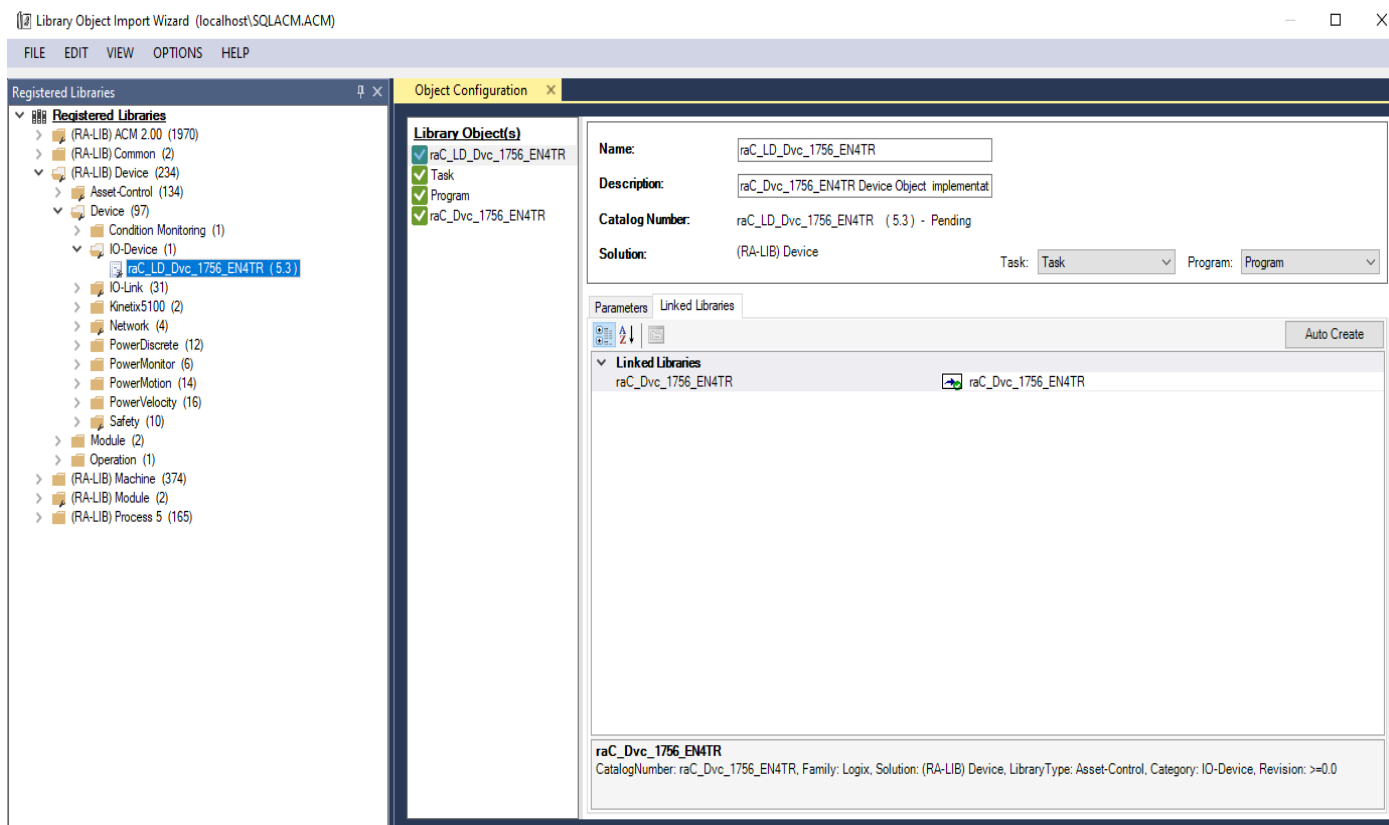 Library Object Import Wizard (localhost\SQLACM.ACM)
FILE EDIT VIEW OPTIONS HELP
Registered Libraries
Registered Libraries
(RA-LIB) ACM 2.00 (1970)
(RA-LIB) Common (2)
(RA-LIB) Device (234)
Asset-Control (134)
Device (97)
Condition Monitoring (1)
IO-Device (1)
raC_LD_Dvc_1756_EN4TR (5.3)
IO-Link (31)
Kinetix5100 (2)
Network (4)
PowerDiscrete (12)
PowerMonitor (6)
PowerMotion (14)
PowerVelocity (16)
Safety (10)
Module (2)
Operation (1)
(RA-LIB) Machine (374)
(RA-LIB) Module (2)
(RA-LIB) Process 5 (165)
Object Configuration
Library Object(s)
raC_LD_Dvc_1756_EN4TR
Task
Program
raC_Dvc_1756_EN4TR
Name: raC_LD_Dvc_1756_EN4TR
Description: raC_Dvc_1756_EN4TR Device Object implementat
Catalog Number: raC_LD_Dvc_1756_EN4TR (5.3) - Pending
Solution: (RA-LIB) Device
Task: Task Program: Program
Parameters Linked Libraries
Auto Create
Linked Libraries
raC_Dvc_1756_EN4TR raC_Dvc_1756_EN4TR
raC_Dvc_1756_EN4TR
CatalogNumber: raC_Dvc_1756_EN4TR, Family: Logix, Solution: (RA-LIB) Device, LibraryType: Asset-Control, Category: IO-Device, Revision: >=0.0